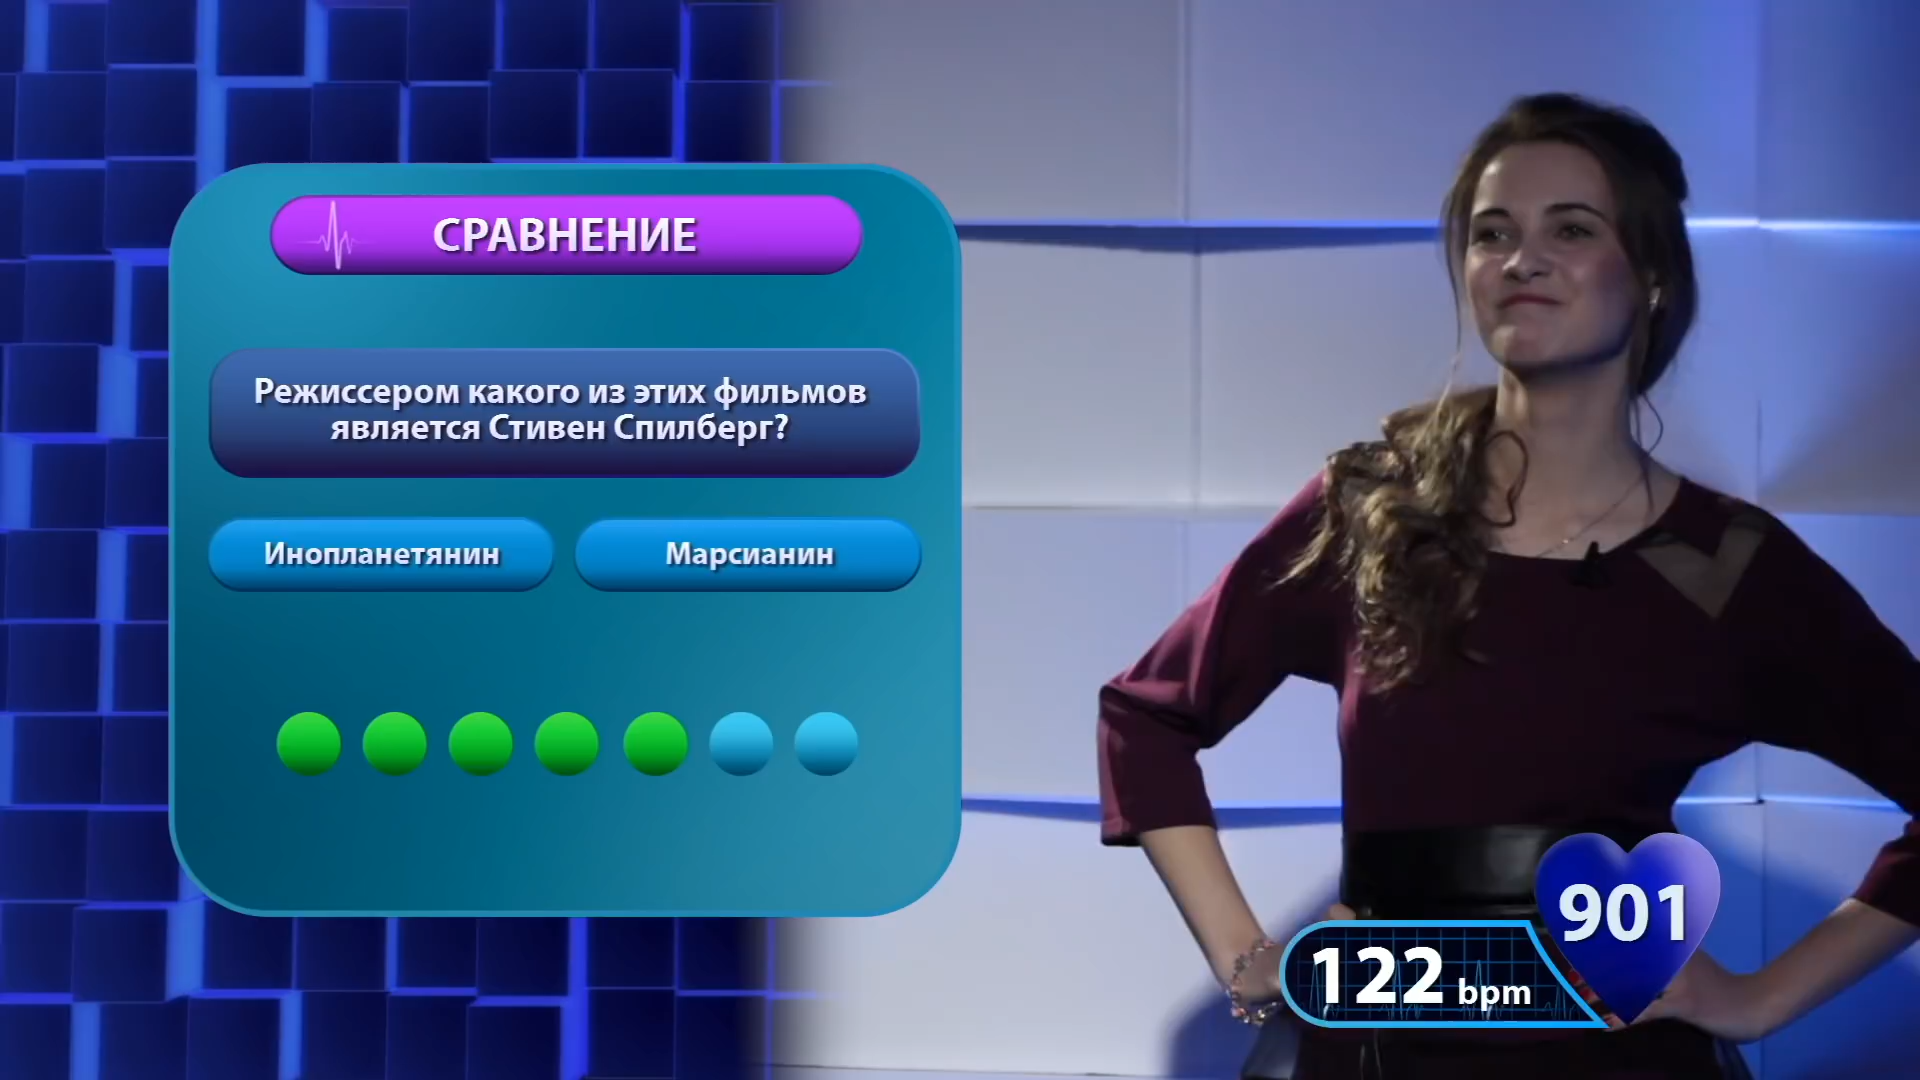 СРАВНЕНИЕ
Режиссером какого из этих фильмов
является Стивен Спилберг?
Инопланетянин
Марсианин
901
122 bpm